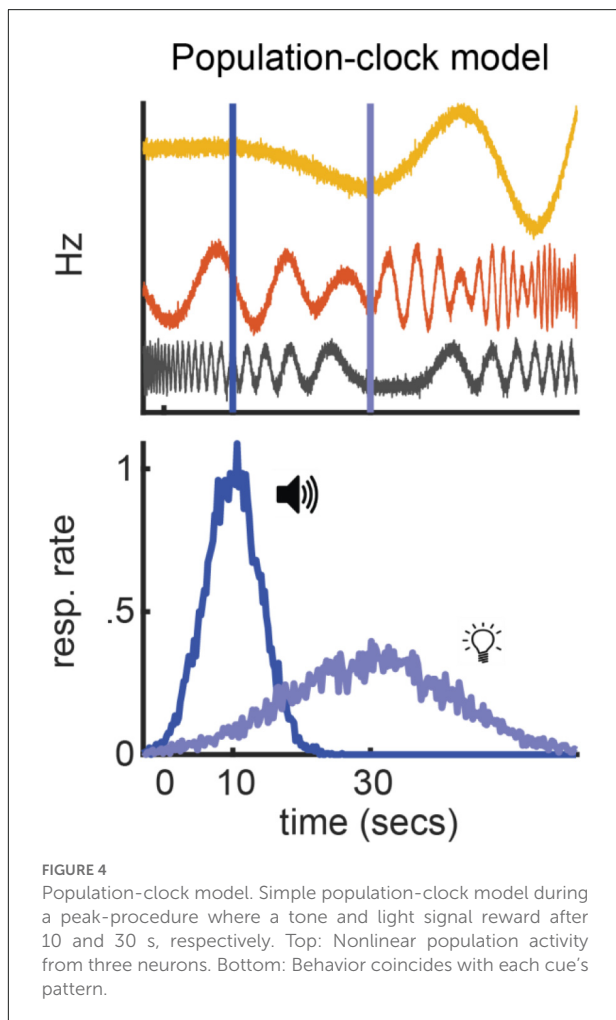 Population-clock model
Hz
1
.5
0
resp. rate
0 10 30
time (secs)
FIGURE 4
Population-clock model. Simple population-clock model during
a peak-procedure where a tone and light signal reward after
10 and 30 s, respectively. Top: Nonlinear population activity
from three neurons. Bottom: Behavior coincides with each cue’s
pattern.